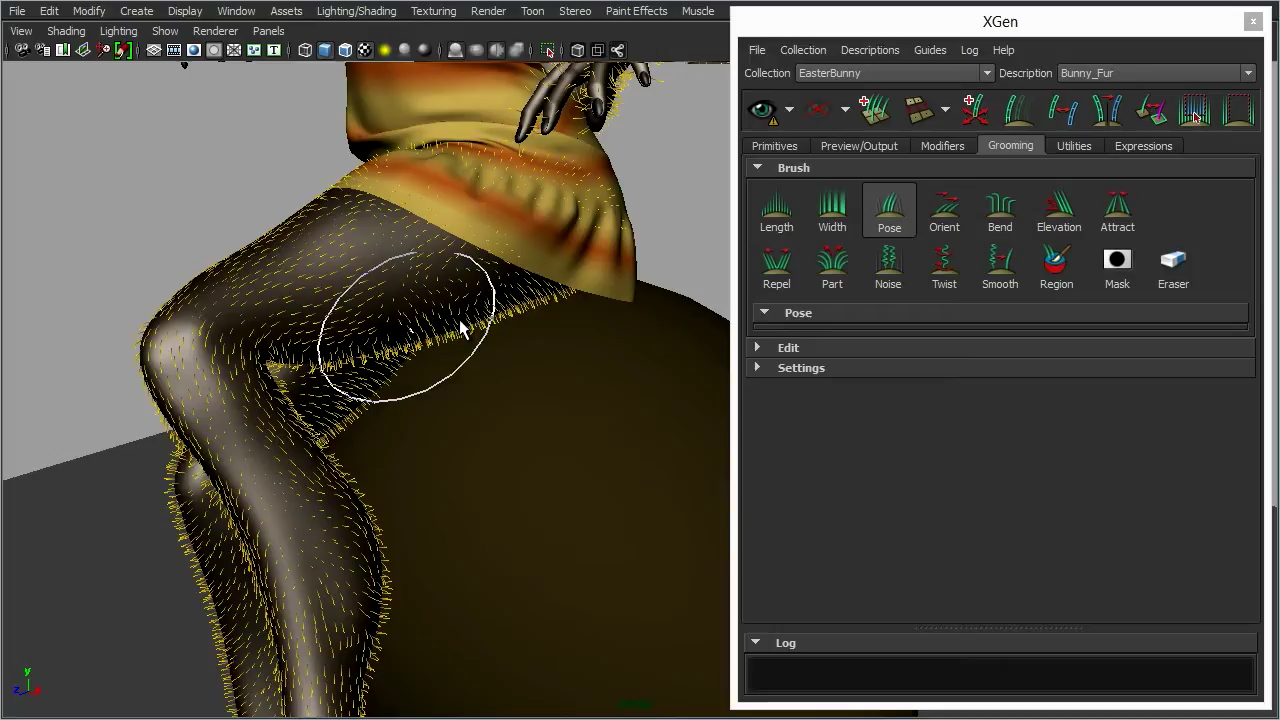 File Edit Modify Create Display Window Assets Lighting/Shading Texturing Render Toon Stereo Paint Effects Muscle
View Shading Lighting Show Renderer Panels
XGen
File Collection Descriptions Guides Log Help
Collection EasterBunny Description Bunny_Fur
Primitives Preview/Output Modifiers Grooming Utilities Expressions
Brush
Length Width Pose Orient Bend Elevation Attract
Repel Part Noise Twist Smooth Region Mask Eraser
Pose
Edit
Settings
Log
y
z x